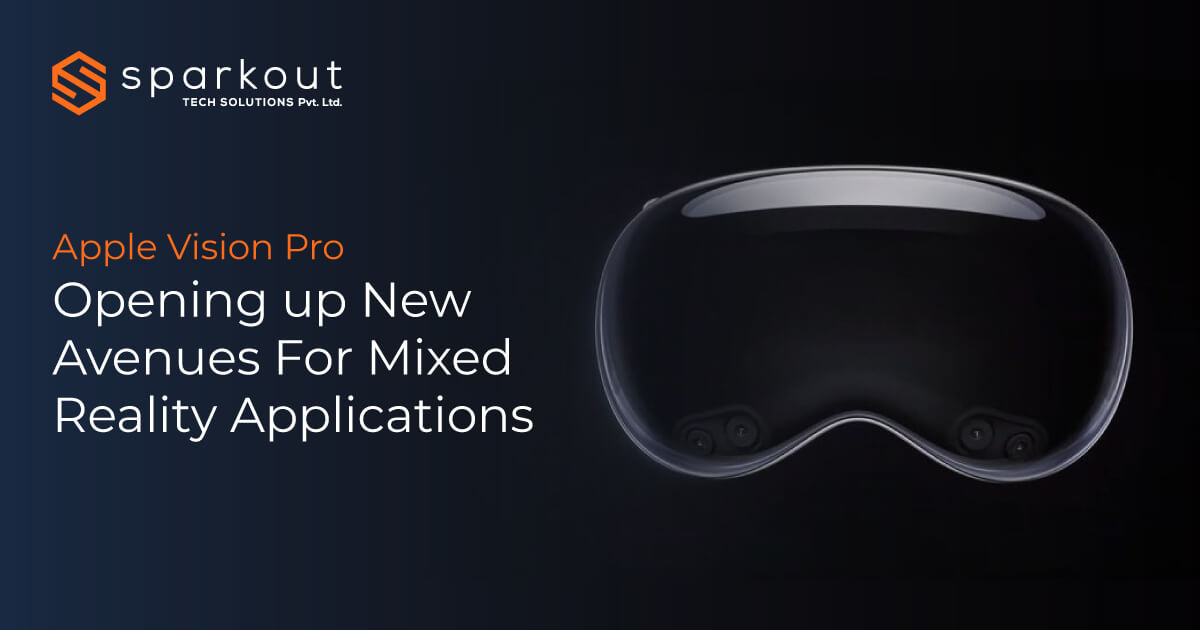 sparkout
TECH SOLUTIONS Pvt. Ltd.
Apple Vision Pro
Opening up New
Avenues For Mixed
Reality Applications